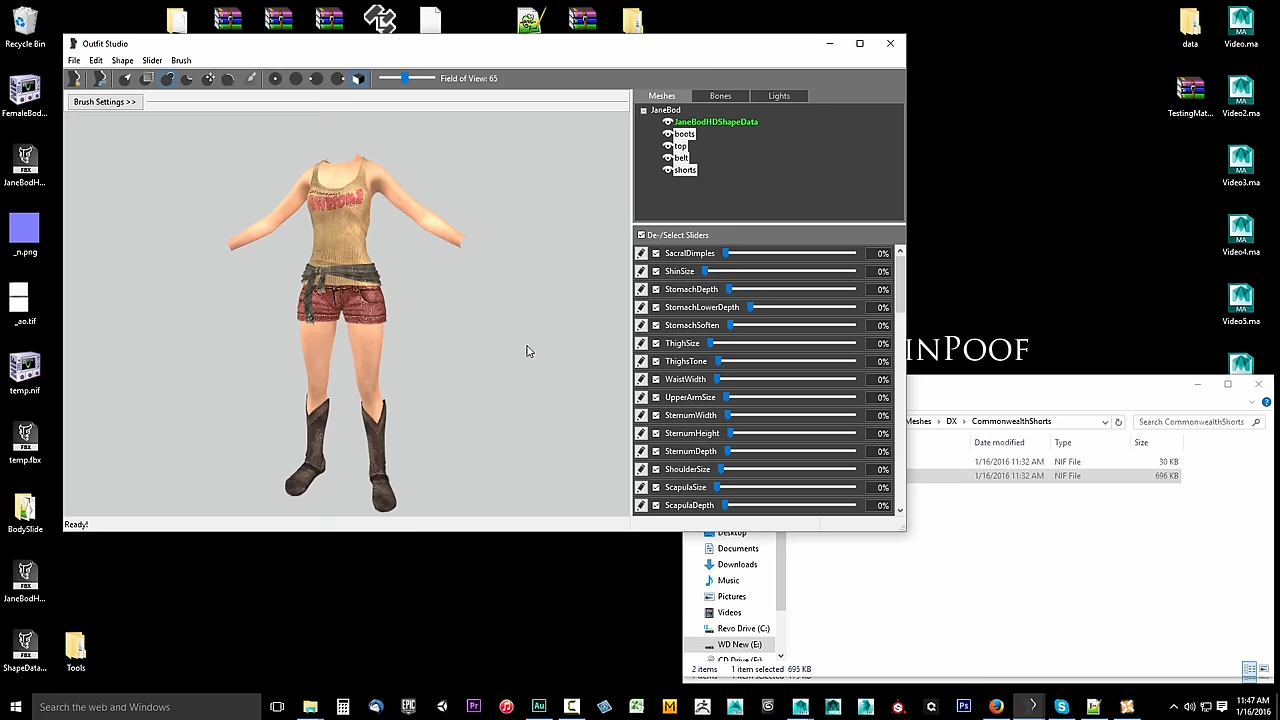 Recycle Bin
data
Video.ma
Outfit Studio
File Edit Shape Slider Brush
Field of View: 65
Brush Settings >>
Meshes Bones Lights
JaneBod
JaneBodHDShapeData
boots
top
belt
shorts
AWESOME
De-/Select Sliders
SacralDimples 0%
ShinSize 0%
StomachDepth 0%
StomachLowerDepth 0%
StomachSoften 0%
ThighSize 0%
ThighsTone 0%
WaistWidth 0%
UpperArmSize 0%
SternumWidth 0%
SternumHeight 0%
SternumDepth 0%
ShoulderSize 0%
ScapulaSize 0%
ScapulaDepth 0%
Ready!
FemaleBod...
JaneBodH...
_n.png
_ao.tif
temp.nif
temp.fbx
BodySlide
JaneBodH...
ShapeData...
Tools
TestingMat...
Video2.ma
Video3.ma
Video4.ma
Video5.ma
INPOOF
Meshes > DX > CommonwealthShorts
Search CommonwealthShorts
Date modified Type Size
1/16/2016 11:32 AM NIF File 30 KB
1/16/2016 11:32 AM NIF File 696 KB
Desktop
Documents
Downloads
Music
Pictures
Videos
Revo Drive (C:)
WD New (E:)
CD Drive (F:)
2 items 1 item selected 695 KB
Search the web and Windows
11:47 AM
1/16/2016